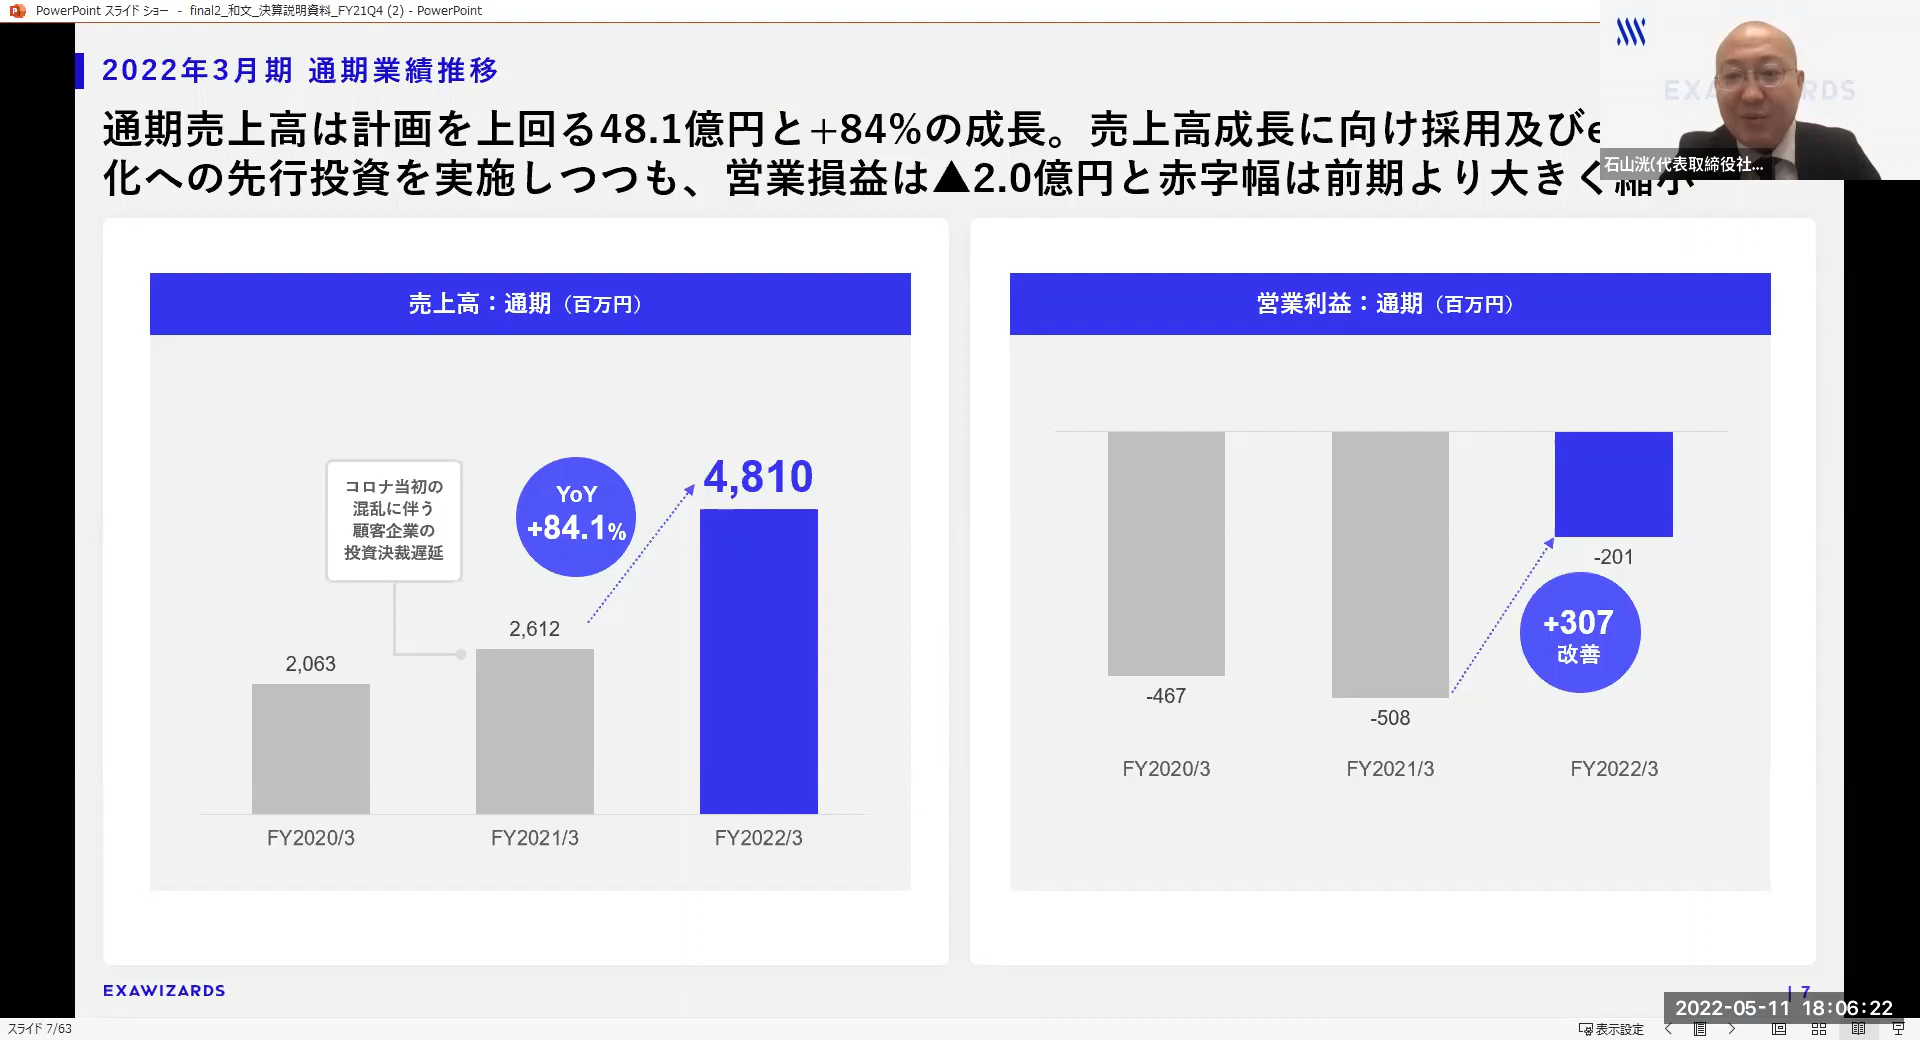 PowerPoint スライド ショー - final2_和文_決算説明資料_FY21Q4 (2) - PowerPoint
2022年3月期 通期業績推移
通期売上高は計画を上回る48.1億円と+84%の成長。売上高成長に向け採用及び
化への先行投資を実施しつつも、営業損益は▲2.0億円と赤字幅は前期より大きく縮小
EXAWIZARDS
石山洸(代表取締役社...
売上高：通期（百万円）
コロナ当初の
混乱に伴う
顧客企業の
投資決裁遅延
YoY
+84.1%
4,810
2,612
2,063
FY2020/3
FY2021/3
FY2022/3
営業利益：通期（百万円）
-201
+307
改善
-467
-508
FY2020/3
FY2021/3
FY2022/3
EXAWIZARDS
| 7
2022-05-11 18:06:22
スライド 7/63
表示設定